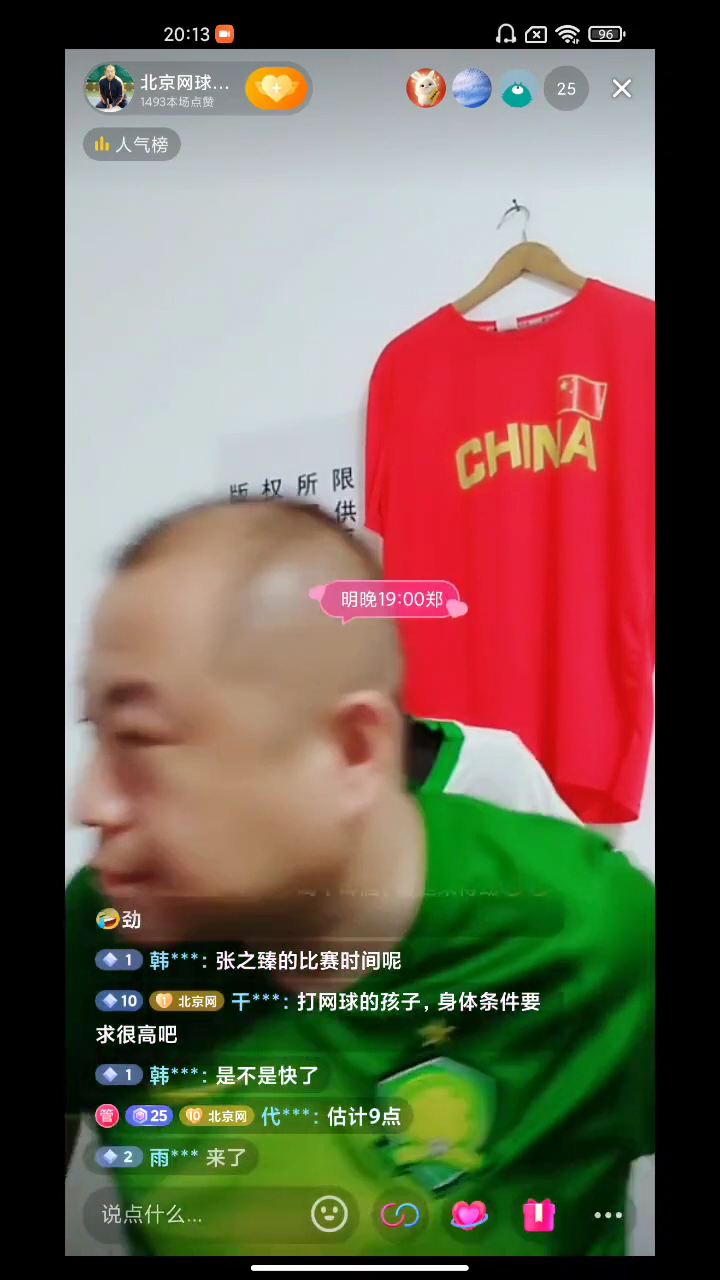 20:13
96
北京网球...
1493本场点赞
25
人气榜
CHINA
版权所限
供
明晚19:00郑
劲
1 韩***: 张之臻的比赛时间呢
10 1 北京网 干***: 打网球的孩子，身体条件要
求很高吧
1 韩***: 是不是快了
管 25 10 北京网 代***: 估计9点
2 雨*** 来了
说点什么...